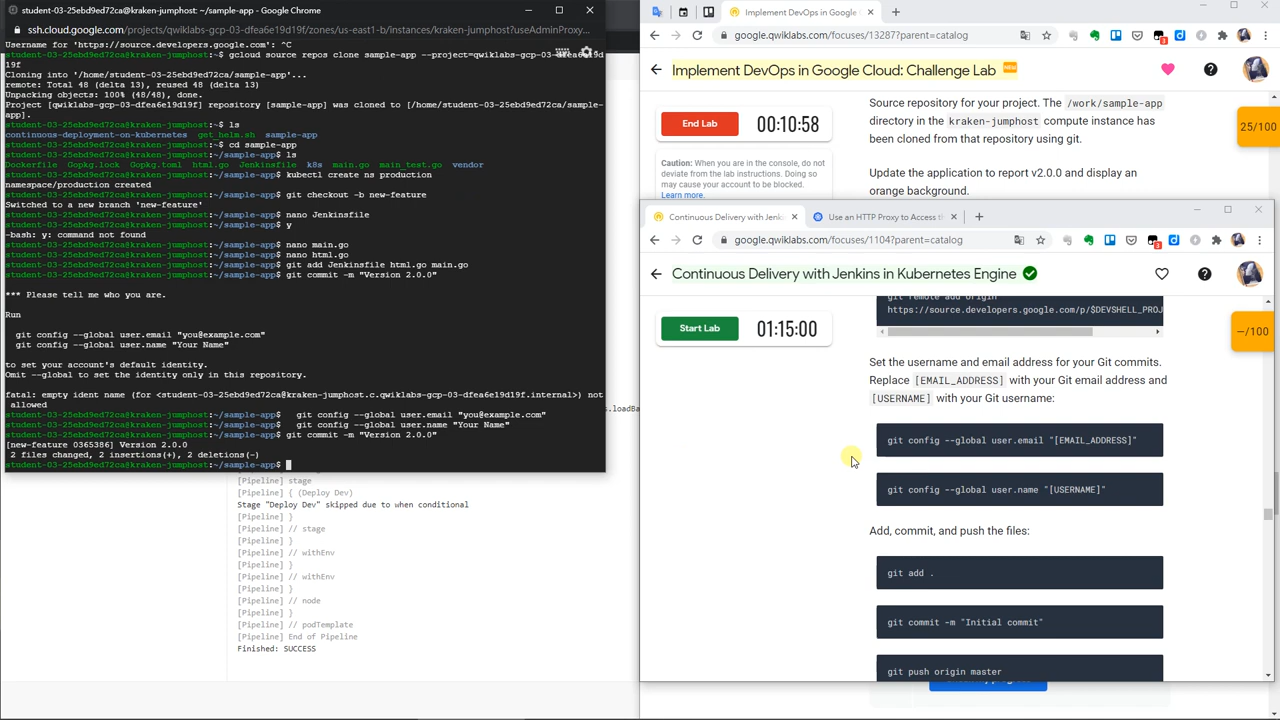 student-03-25ebd9ed72ca@kraken-jumphost: ~/sample-app - Google Chrome
ssh.cloud.google.com/projects/qwiklabs-gcp-03-dfea6e19d19f/zones/us-east1-b/instances/kraken-jumphost?useAdminProxy...
Username for 'https://source.developers.google.com': ^C
student-03-25ebd9ed72ca@kraken-jumphost:~/sample-app$ gcloud source repos clone sample-app --project=qwiklabs-gcp-03-dfea6e19d
19f
Cloning into '/home/student-03-25ebd9ed72ca/sample-app'...
remote: Total 48 (delta 13), reused 48 (delta 13)
Unpacking objects: 100% (48/48), done.
Project [qwiklabs-gcp-03-dfea6e19d19f] repository [sample-app] was cloned to [/home/student-03-25ebd9ed72ca/sample-
app].
student-03-25ebd9ed72ca@kraken-jumphost:~/sample-app$ ls
continuous-deployment-on-kubernetes get_helm.sh sample-app
student-03-25ebd9ed72ca@kraken-jumphost:~/sample-app$ cd sample-app
student-03-25ebd9ed72ca@kraken-jumphost:~/sample-app$ ls
Dockerfile Gopkg.lock Gopkg.toml html.go Jenkinsfile k8s main.go main_test.go vendor
student-03-25ebd9ed72ca@kraken-jumphost:~/sample-app$ kubectl create ns production
namespace/production created
student-03-25ebd9ed72ca@kraken-jumphost:~/sample-app$ git checkout -b new-feature
Switched to a new branch 'new-feature'
student-03-25ebd9ed72ca@kraken-jumphost:~/sample-app$ nano Jenkinsfile
student-03-25ebd9ed72ca@kraken-jumphost:~/sample-app$ y
-bash: y: command not found
student-03-25ebd9ed72ca@kraken-jumphost:~/sample-app$ nano main.go
student-03-25ebd9ed72ca@kraken-jumphost:~/sample-app$ nano html.go
student-03-25ebd9ed72ca@kraken-jumphost:~/sample-app$ git add Jenkinsfile html.go main.go
student-03-25ebd9ed72ca@kraken-jumphost:~/sample-app$ git commit -m "Version 2.0.0"
*** Please tell me who you are.
Run
git config --global user.email "you@example.com"
git config --global user.name "Your Name"
to set your account's default identity.
Omit --global to set the identity only in this repository.
fatal: empty ident name (for <student-03-25ebd9ed72ca@kraken-jumphost.c.qwiklabs-gcp-03-dfea6e19d19f.internal>) not
allowed
student-03-25ebd9ed72ca@kraken-jumphost:~/sample-app$ git config --global user.email "you@example.com"
student-03-25ebd9ed72ca@kraken-jumphost:~/sample-app$ git config --global user.name "Your Name"
student-03-25ebd9ed72ca@kraken-jumphost:~/sample-app$ git commit -m "Version 2.0.0"
[new-feature 0365386] Version 2.0.0
2 files changed, 2 insertions(+), 2 deletions(-)
student-03-25ebd9ed72ca@kraken-jumphost:~/sample-app$
s.loadBa
[Pipeline] stage
[Pipeline] { (Deploy Dev)
Stage "Deploy Dev" skipped due to when conditional
[Pipeline] }
[Pipeline] // stage
[Pipeline] }
[Pipeline] // withEnv
[Pipeline] }
[Pipeline] // withEnv
[Pipeline] }
[Pipeline] // node
[Pipeline] }
[Pipeline] // podTemplate
[Pipeline] End of Pipeline
Finished: SUCCESS
Implement DevOps in Google Cloud
google.qwiklabs.com/focuses/13287?parent=catalog
Implement DevOps in Google Cloud: Challenge Lab
NEW
End Lab
00:10:58
25/100
Caution: When you are in the console, do not
deviate from the lab instructions. Doing so
may cause your account to be blocked.
Learn more.
Source repository for your project. The /work/sample-app
directory in the kraken-jumphost compute instance has
been cloned from that repository using git.
Update the application to report v2.0.0 and display an
orange background.
Continuous Delivery with Jenk
Use an HTTP Proxy to Access th
google.qwiklabs.com/focuses/1104?parent=catalog
Continuous Delivery with Jenkins in Kubernetes Engine
Start Lab
01:15:00
--/100
git remote add origin
https://source.developers.google.com/p/$DEVSHELL_PROJ
Set the username and email address for your Git commits.
Replace [EMAIL_ADDRESS] with your Git email address and
[USERNAME] with your Git username:
git config --global user.email "[EMAIL_ADDRESS]"
git config --global user.name "[USERNAME]"
Add, commit, and push the files:
git add .
git commit -m "Initial commit"
git push origin master